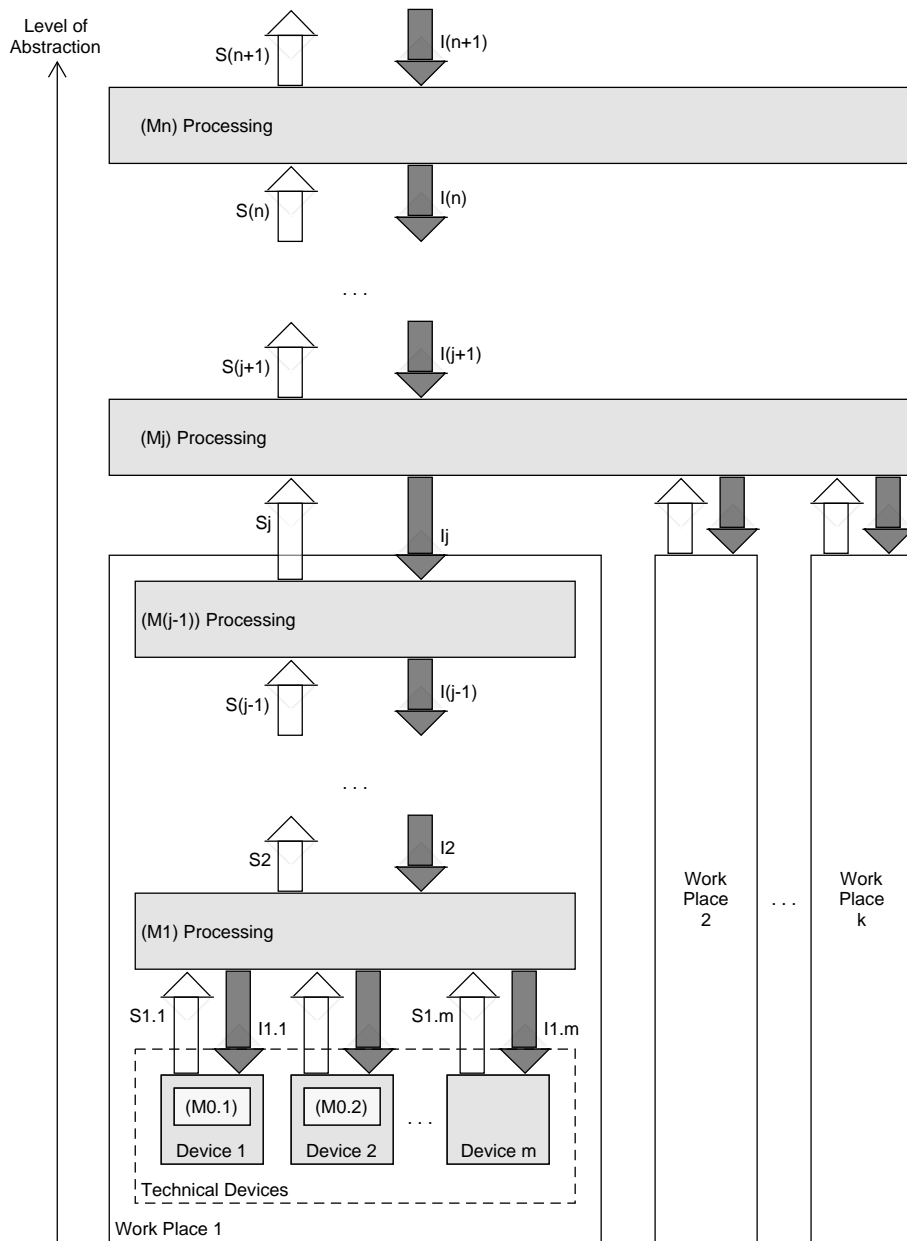 Level of
Abstraction
S(n+1)
I(n+1)
(Mn) Processing
S(n)
I(n)
. . .
S(j+1)
I(j+1)
(Mj) Processing
Sj
Ij
(M(j-1)) Processing
S(j-1)
I(j-1)
. . .
S2
I2
(M1) Processing
S1.1
I1.1
S1.m
I1.m
(M0.1)
Device 1
(M0.2)
Device 2
. . .
Device m
Technical Devices
Work Place 1
Work
Place
2
. . .
Work
Place
k